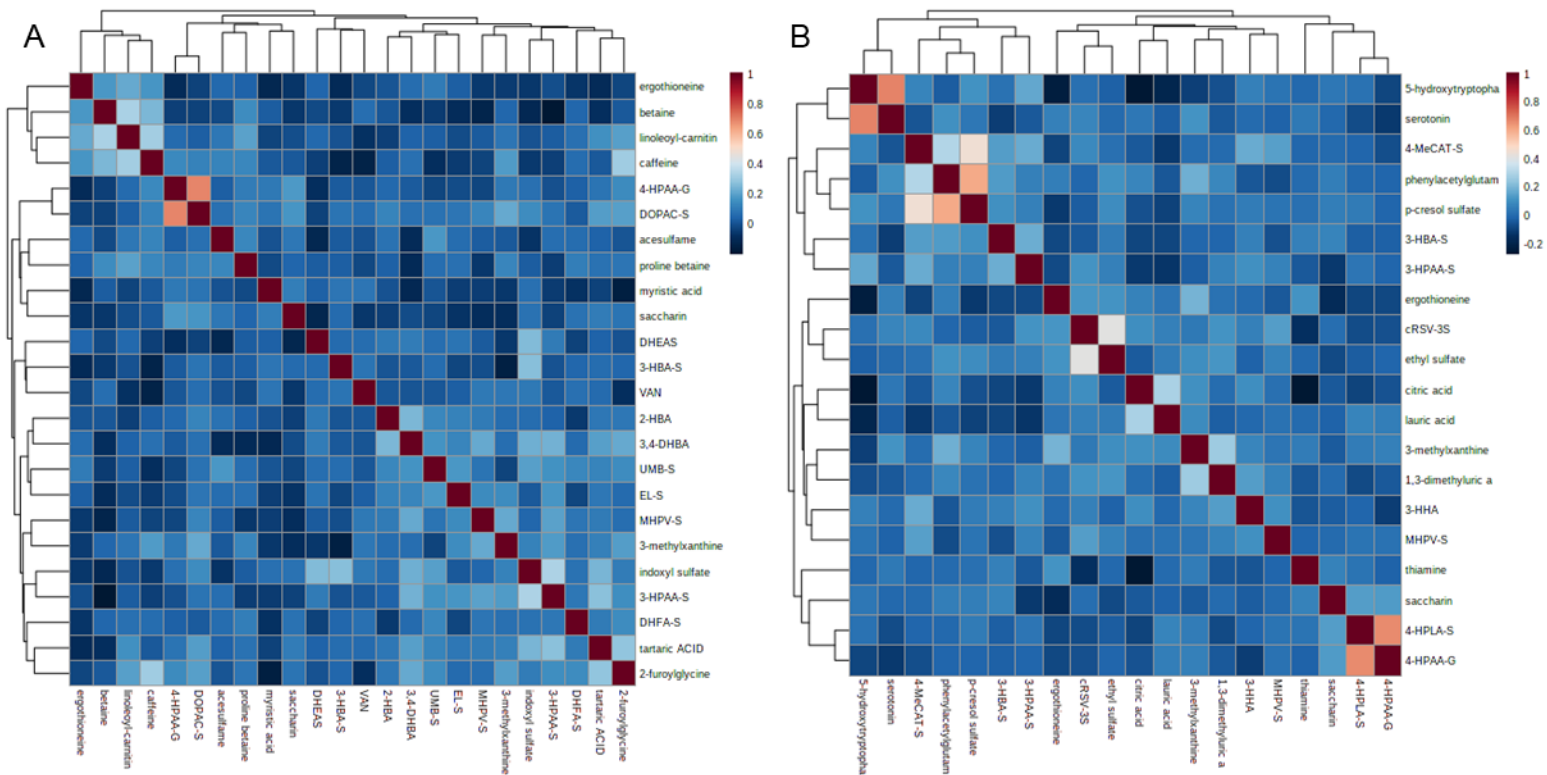 A
ergothioneine
betaine
linoleoyl-carnitin
caffeine
4-HPAA-G
DOPAC-S
acesulfame
proline betaine
myristic acid
saccharin
DHEAS
3-HBA-S
VAN
2-HBA
3,4-DHBA
UMB-S
EL-S
MHPV-S
3-methylxanthine
indoxyl sulfate
3-HPAA-S
DHFA-S
tartaric ACID
2-furoylglycine
1
0.8
0.6
0.4
0.2
0
ergothioneine
betaine
linoleoyl-carnitin
caffeine
4-HPAA-G
DOPAC-S
acesulfame
proline betaine
myristic acid
saccharin
DHEAS
3-HBA-S
VAN
2-HBA
3,4-DHBA
UMB-S
EL-S
MHPV-S
3-methylxanthine
indoxyl sulfate
3-HPAA-S
DHFA-S
tartaric ACID
2-furoylglycine
B
5-hydroxytryptopha
serotonin
4-MeCAT-S
phenylacetylglutam
p-cresol sulfate
3-HBA-S
3-HPAA-S
ergothioneine
cRSV-3S
ethyl sulfate
citric acid
lauric acid
3-methylxanthine
1,3-dimethyluric a
3-HHA
MHPV-S
thiamine
saccharin
4-HPLA-S
4-HPAA-G
1
0.8
0.6
0.4
0.2
0
-0.2
5-hydroxytryptopha
serotonin
4-MeCAT-S
phenylacetylglutam
p-cresol sulfate
3-HBA-S
3-HPAA-S
ergothioneine
cRSV-3S
ethyl sulfate
citric acid
lauric acid
3-methylxanthine
1,3-dimethyluric a
3-HHA
MHPV-S
thiamine
saccharin
4-HPLA-S
4-HPAA-G